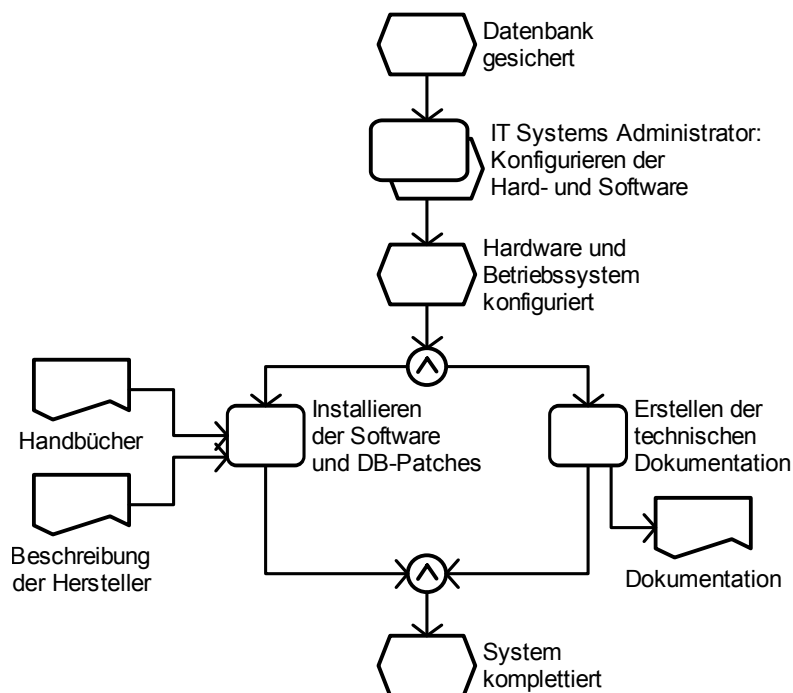 Datenbank
gesichert
IT Systems Administrator:
Konfigurieren der
Hard- und Software
Hardware und
Betriebssystem
konfiguriert
Handbücher
Installieren
der Software
und DB-Patches
Erstellen der
technischen
Dokumentation
Beschreibung
der Hersteller
Dokumentation
System
komplettiert